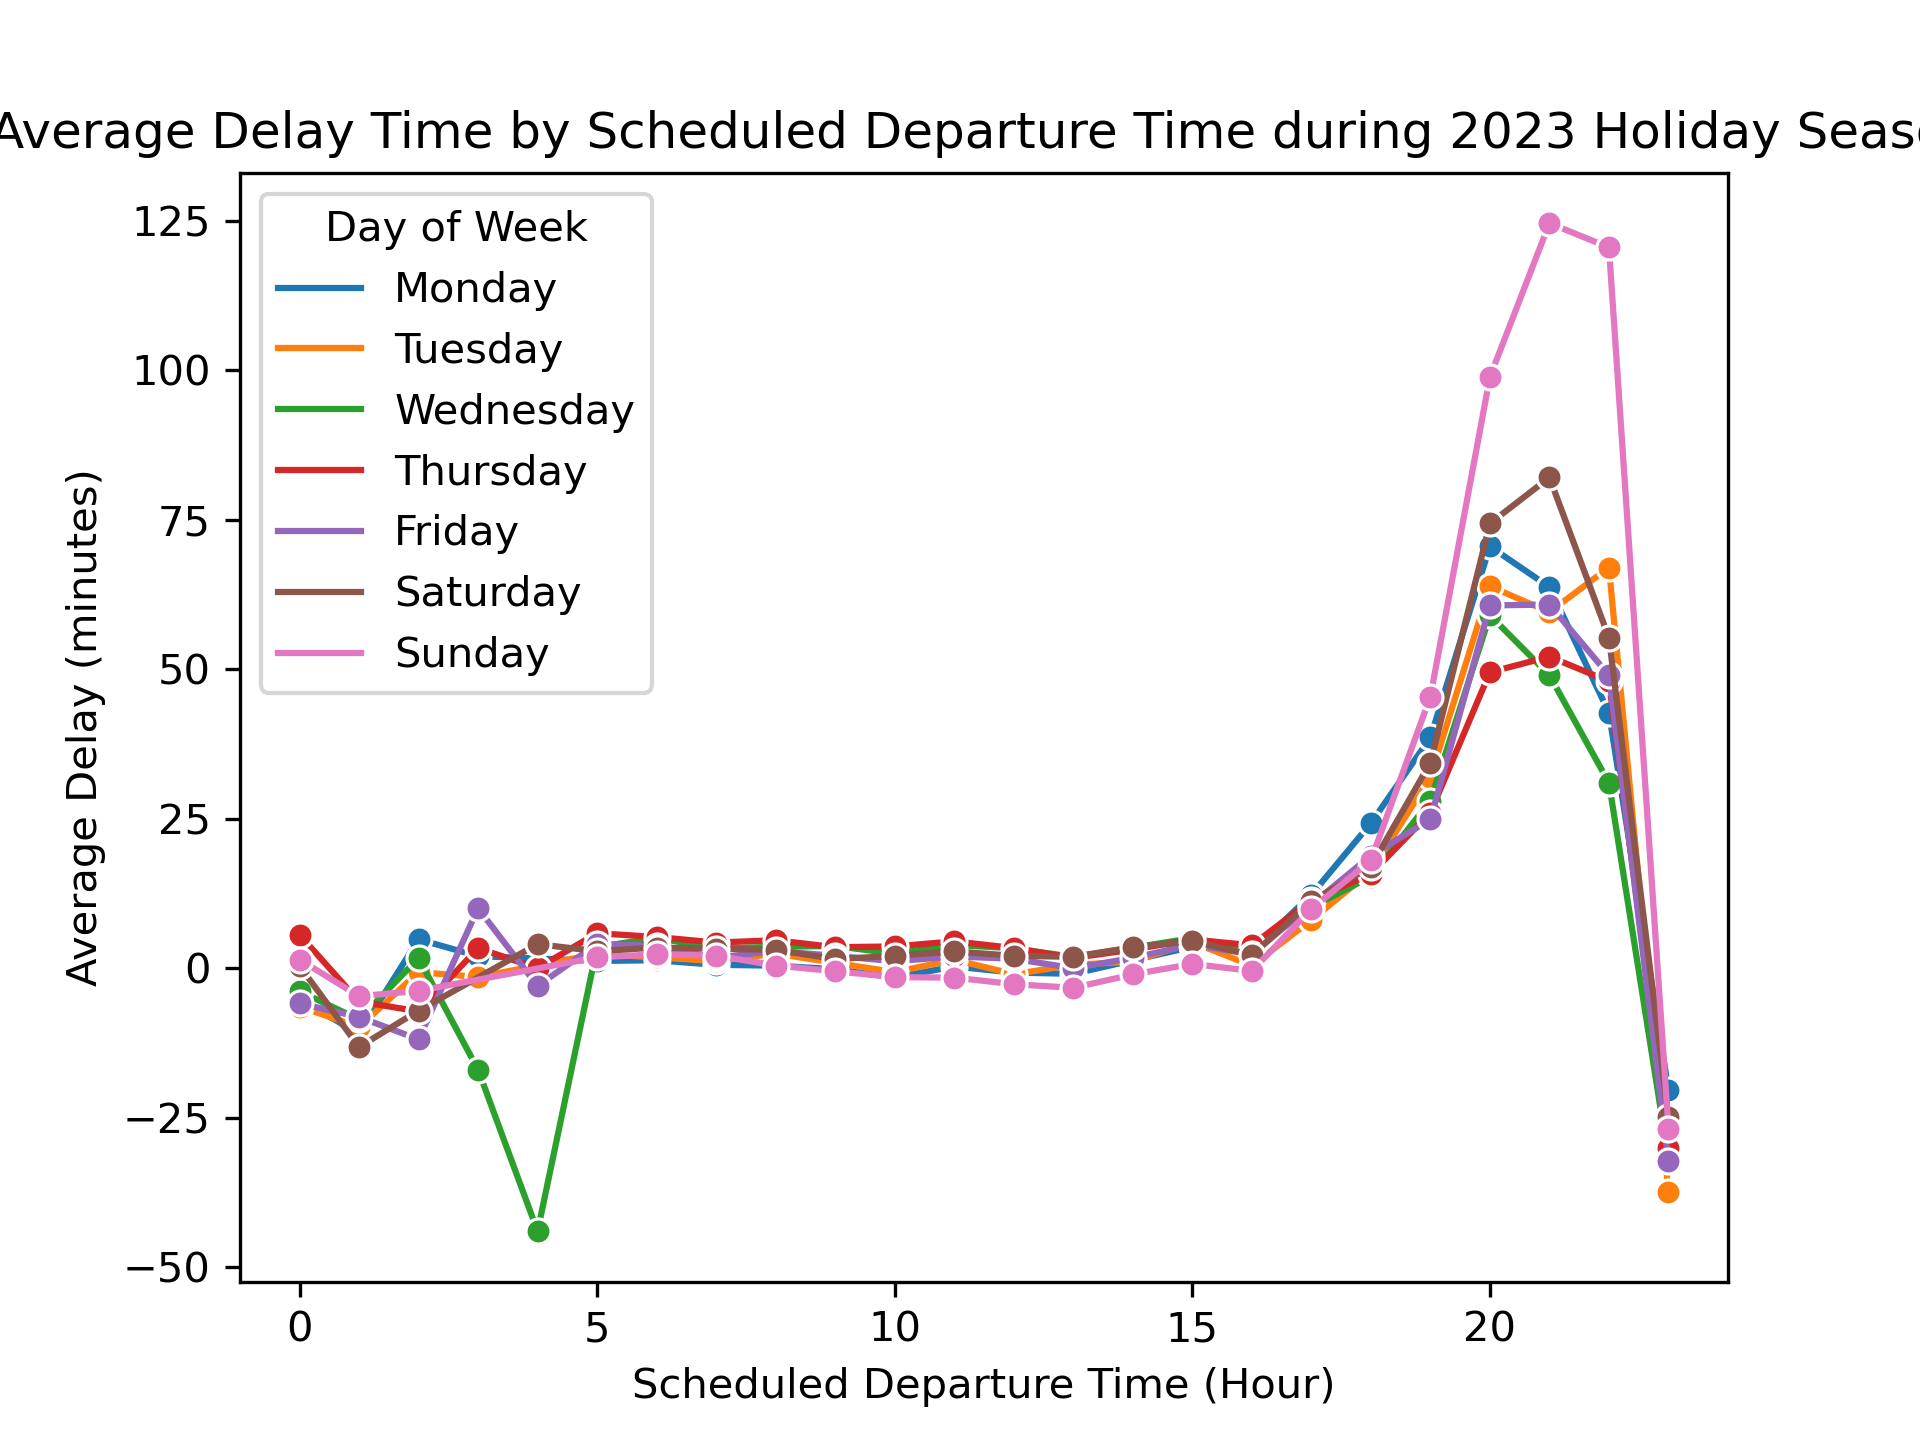 Average Delay Time by Scheduled Departure Time during 2023 Holiday Seas
Day of Week
Monday
Tuesday
Wednesday
Thursday
Friday
Saturday
Sunday
Average Delay (minutes)
125
100
75
50
25
0
−25
−50
0 5 10 15 20
Scheduled Departure Time (Hour)